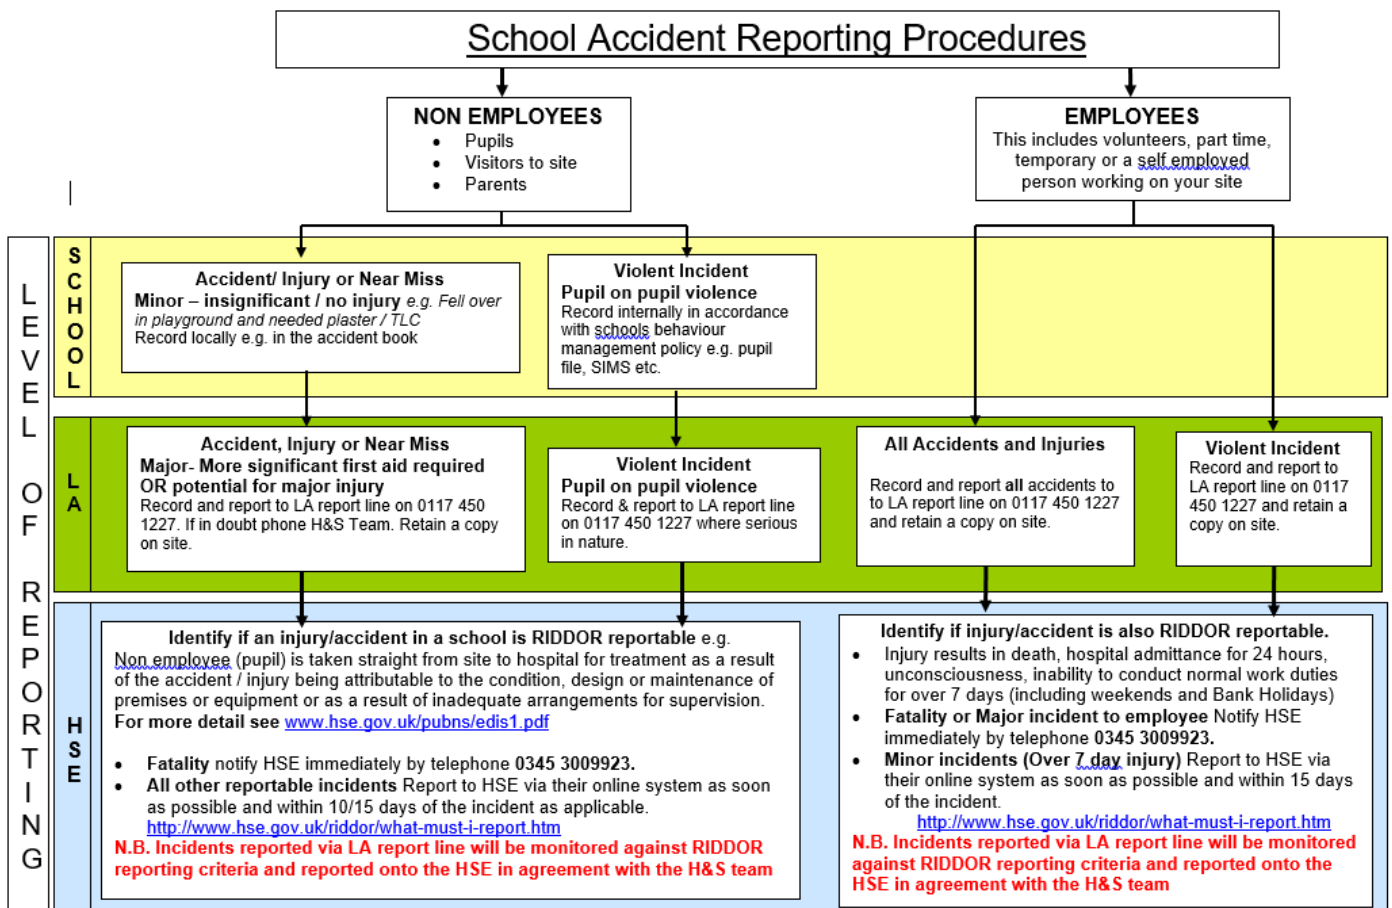 School Accident Reporting Procedures
NON EMPLOYEES
• Pupils
• Visitors to site
• Parents
EMPLOYEES
This includes volunteers, part time,
temporary or a self employed
person working on your site
LEVEL OF REPORTING
SCHOOL
Accident/ Injury or Near Miss
Minor – insignificant / no injury e.g. Fell over
in playground and needed plaster / TLC
Record locally e.g. in the accident book
Violent Incident
Pupil on pupil violence
Record internally in accordance
with schools behaviour
management policy e.g. pupil
file, SIMS etc.
LA
Accident, Injury or Near Miss
Major- More significant first aid required
OR potential for major injury
Record and report to LA report line on 0117 450
1227. If in doubt phone H&S Team. Retain a copy
on site.
Violent Incident
Pupil on pupil violence
Record & report to LA report line
on 0117 450 1227 where serious
in nature.
All Accidents and Injuries
Record and report all accidents to
to LA report line on 0117 450 1227
and retain a copy on site.
Violent Incident
Record and report to
LA report line on 0117
450 1227 and retain a
copy on site.
HSE
Identify if an injury/accident in a school is RIDDOR reportable e.g.
Non employee (pupil) is taken straight from site to hospital for treatment as a result
of the accident / injury being attributable to the condition, design or maintenance of
premises or equipment or as a result of inadequate arrangements for supervision.
For more detail see www.hse.gov.uk/pubns/edis1.pdf
• Fatality notify HSE immediately by telephone 0345 3009923.
• All other reportable incidents Report to HSE via their online system as soon
as possible and within 10/15 days of the incident as applicable.
http://www.hse.gov.uk/riddor/what-must-i-report.htm
N.B. Incidents reported via LA report line will be monitored against RIDDOR
reporting criteria and reported onto the HSE in agreement with the H&S team
Identify if injury/accident is also RIDDOR reportable.
• Injury results in death, hospital admittance for 24 hours,
unconsciousness, inability to conduct normal work duties
for over 7 days (including weekends and Bank Holidays)
• Fatality or Major incident to employee Notify HSE
immediately by telephone 0345 3009923.
• Minor incidents (Over 7 day injury) Report to HSE via
their online system as soon as possible and within 15 days
of the incident.
http://www.hse.gov.uk/riddor/what-must-i-report.htm
N.B. Incidents reported via LA report line will be monitored
against RIDDOR reporting criteria and reported onto the
HSE in agreement with the H&S team